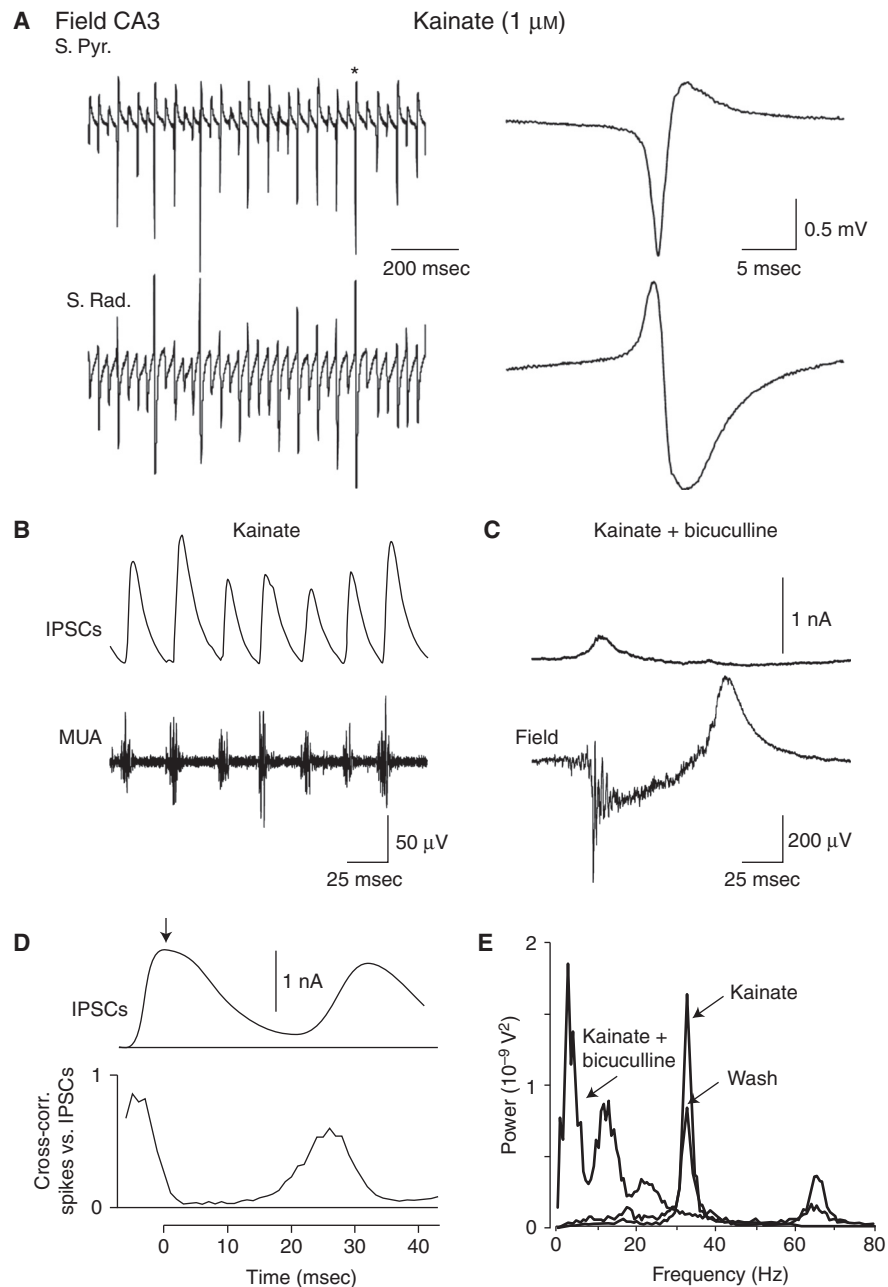 A Field CA3 Kainate (1 μM)
S. Pyr.
*
200 msec
0.5 mV
5 msec
S. Rad.
B Kainate
IPSCs
MUA
50 μV
25 msec
C Kainate + bicuculline
1 nA
Field
200 μV
25 msec
D
IPSCs
1 nA
Cross-corr.
spikes vs. IPSCs
1
0
0 10 20 30 40
Time (msec)
E
Power (10⁻⁹ V²)
2
1
0
Kainate
Kainate +
bicuculline
Wash
0 20 40 60 80
Frequency (Hz)